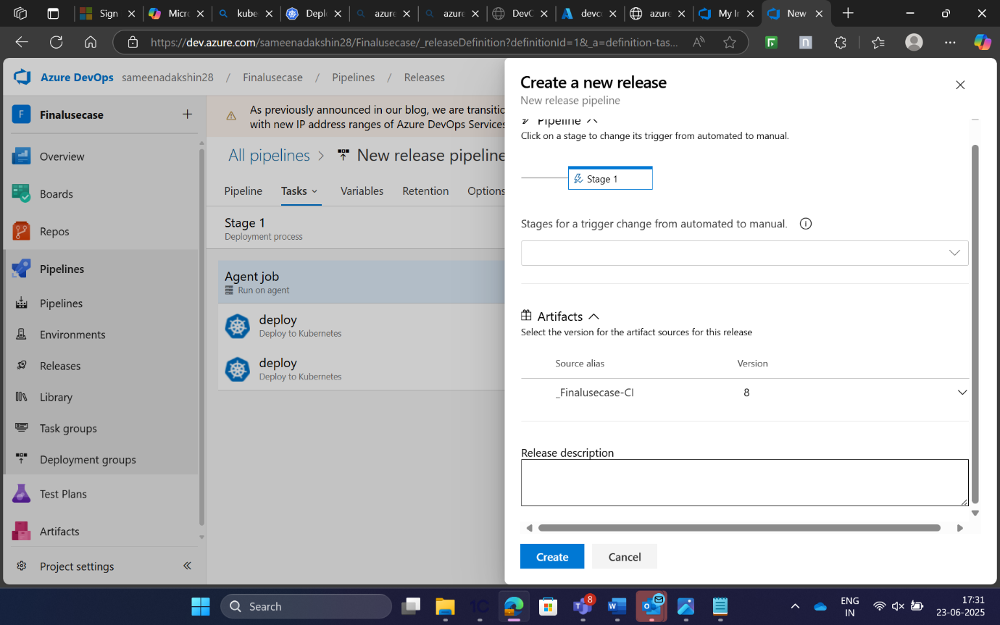 Sign
Micro
kube
Depl
azure
azure
DevC
devc
azure
My In
New
https://dev.azure.com/sameenadakshin28/Finalusecase/_releaseDefinition?definitionId=1&_a=definition-tas...
Azure DevOps sameenadakshin28 / Finalusecase / Pipelines / Releases
F Finalusecase
Overview
Boards
Repos
Pipelines
Pipelines
Environments
Releases
Library
Task groups
Deployment groups
Test Plans
Artifacts
Project settings
As previously announced in our blog, we are transitio
with new IP address ranges of Azure DevOps Services
All pipelines > New release pipeline
Pipeline Tasks Variables Retention Options
Stage 1
Deployment process
Agent job
Run on agent
deploy
Deploy to Kubernetes
deploy
Deploy to Kubernetes
Create a new release
New release pipeline
Pipeline
Click on a stage to change its trigger from automated to manual.
Stage 1
Stages for a trigger change from automated to manual.
Artifacts
Select the version for the artifact sources for this release
Source alias Version
_Finalusecase-CI 8
Release description
Create Cancel
Search
8
ENG
IN
17:31
23-06-2025